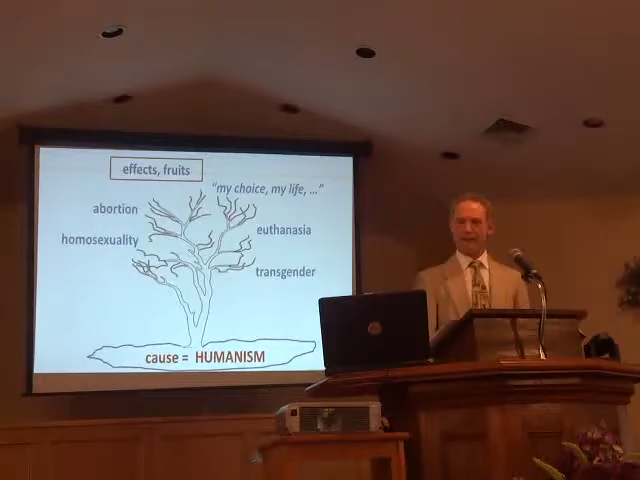 effects, fruits
"my choice, my life, ..."
abortion
euthanasia
homosexuality
transgender
cause = HUMANISM